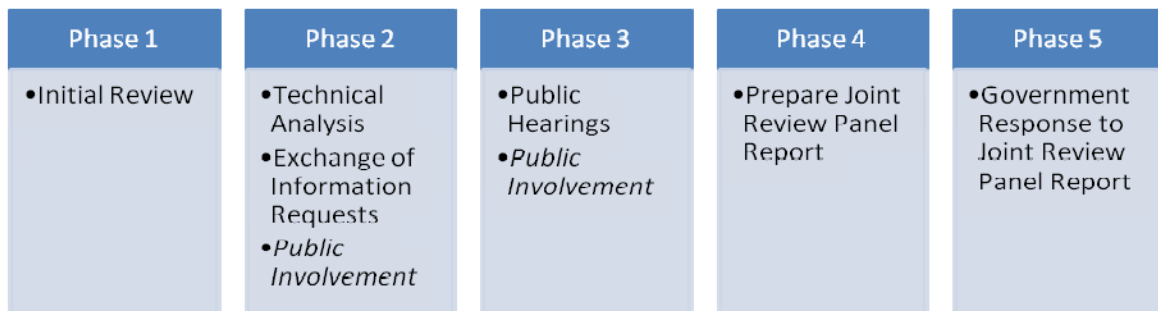 Phase 1
•Initial Review
Phase 2
•Technical
Analysis
•Exchange of
Information
Requests
•Public
Involvement
Phase 3
•Public
Hearings
•Public
Involvement
Phase 4
•Prepare Joint
Review Panel
Report
Phase 5
•Government
Response to
Joint Review
Panel Report